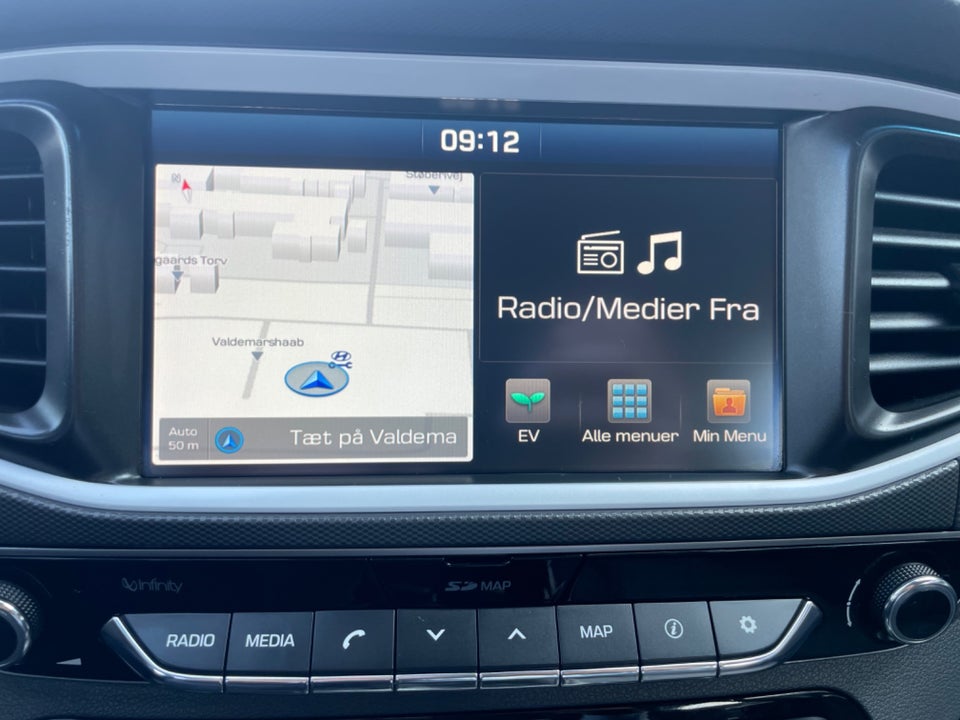 09:12
N
Støberivej
gaards Torv
Valdemarshaab
Auto
50 m
Tæt på Valdema
Radio/Medier Fra
EV
Alle menuer
Min Menu
Infinity
SD MAP
RADIO
MEDIA
MAP